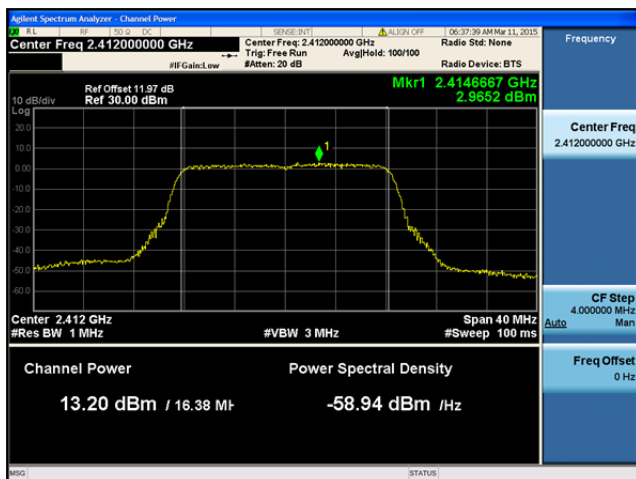 Agilent Spectrum Analyzer - Channel Power
RL RF 50 Ω DC SENSE:INT ALIGN OFF 06:37:39 AM Mar 11, 2015
Center Freq 2.412000000 GHz
Center Freq: 2.412000000 GHz
Radio Std: None
Trig: Free Run Avg|Hold: 100/100
#IFGain:Low #Atten: 20 dB Radio Device: BTS
Frequency
Mkr1 2.4146667 GHz
2.9652 dBm
Ref Offset 11.97 dB
10 dB/div Ref 30.00 dBm
Log
20.0
10.0
0.00
-10.0
-20.0
-30.0
-40.0
-50.0
-60.0
1
Center 2.412 GHz Span 40 MHz
#Res BW 1 MHz #VBW 3 MHz #Sweep 100 ms
Channel Power Power Spectral Density
13.20 dBm / 16.38 MH -58.94 dBm /Hz
Center Freq
2.412000000 GHz
CF Step
4.000000 MHz
Auto Man
Freq Offset
0 Hz
MSG STATUS